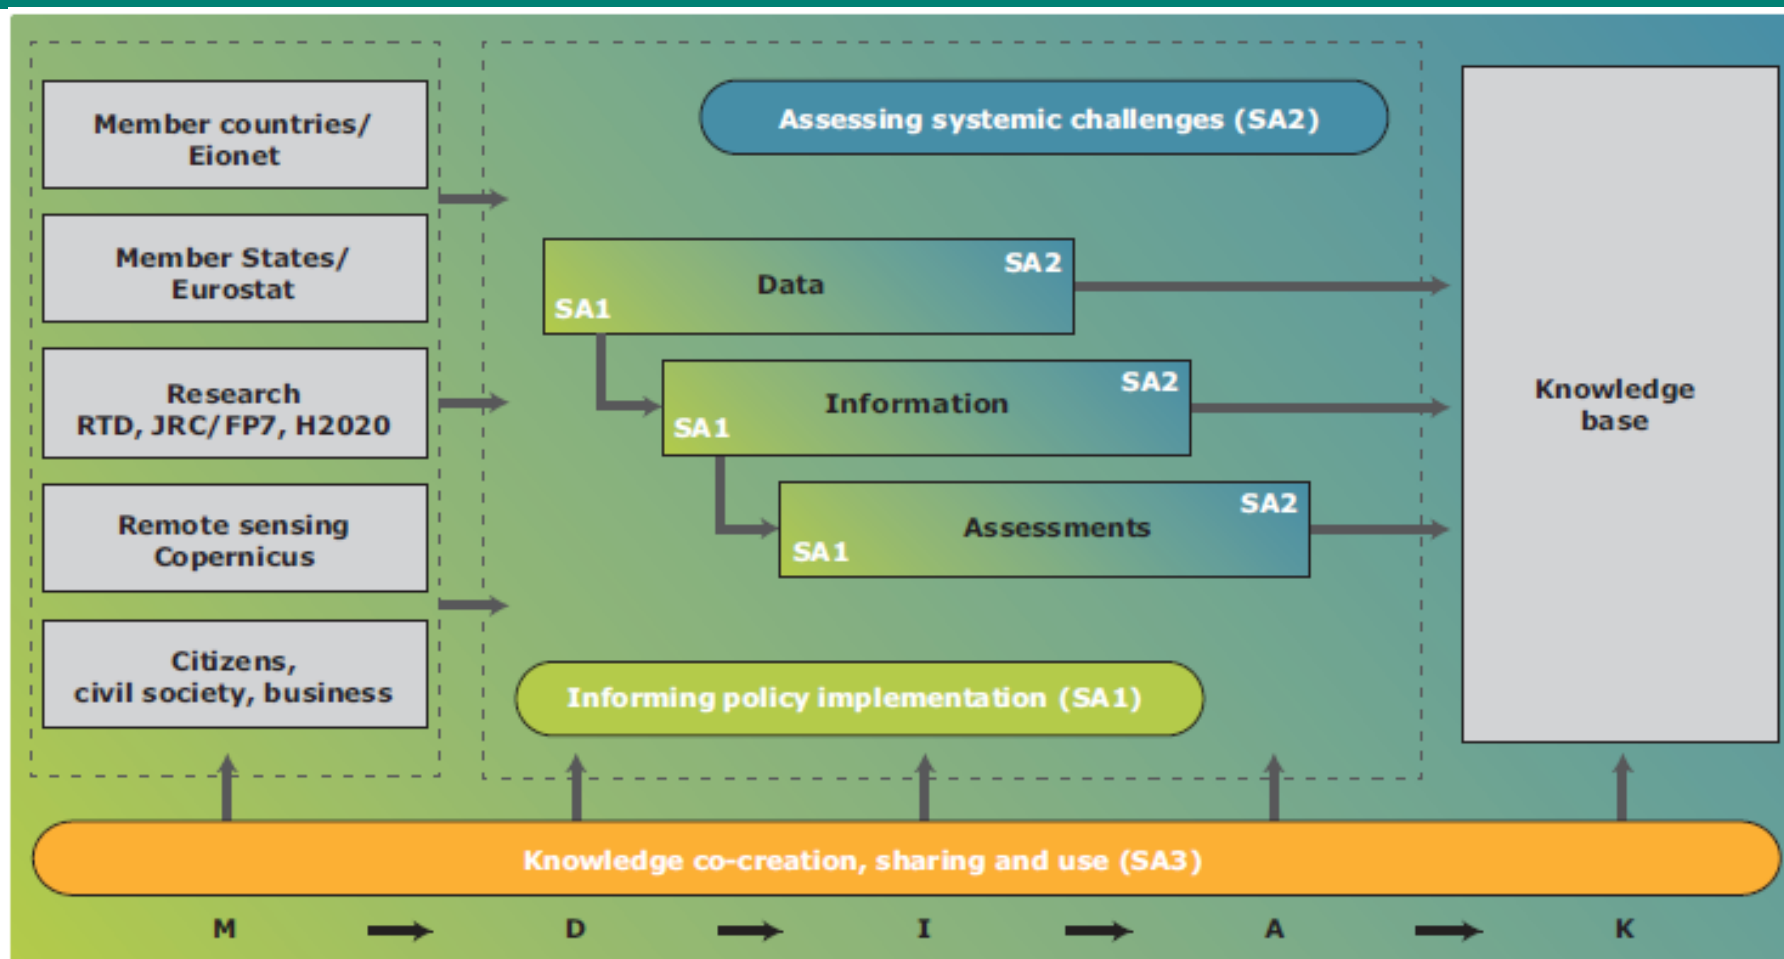 Member countries/
Eionet
Member States/
Eurostat
Research
RTD, JRC/FP7, H2020
Remote sensing
Copernicus
Citizens,
civil society, business
Assessing systemic challenges (SA2)
SA2
Data
SA1
SA2
Information
SA1
SA2
Assessments
SA1
Informing policy implementation (SA1)
Knowledge
base
Knowledge co-creation, sharing and use (SA3)
M D I A K